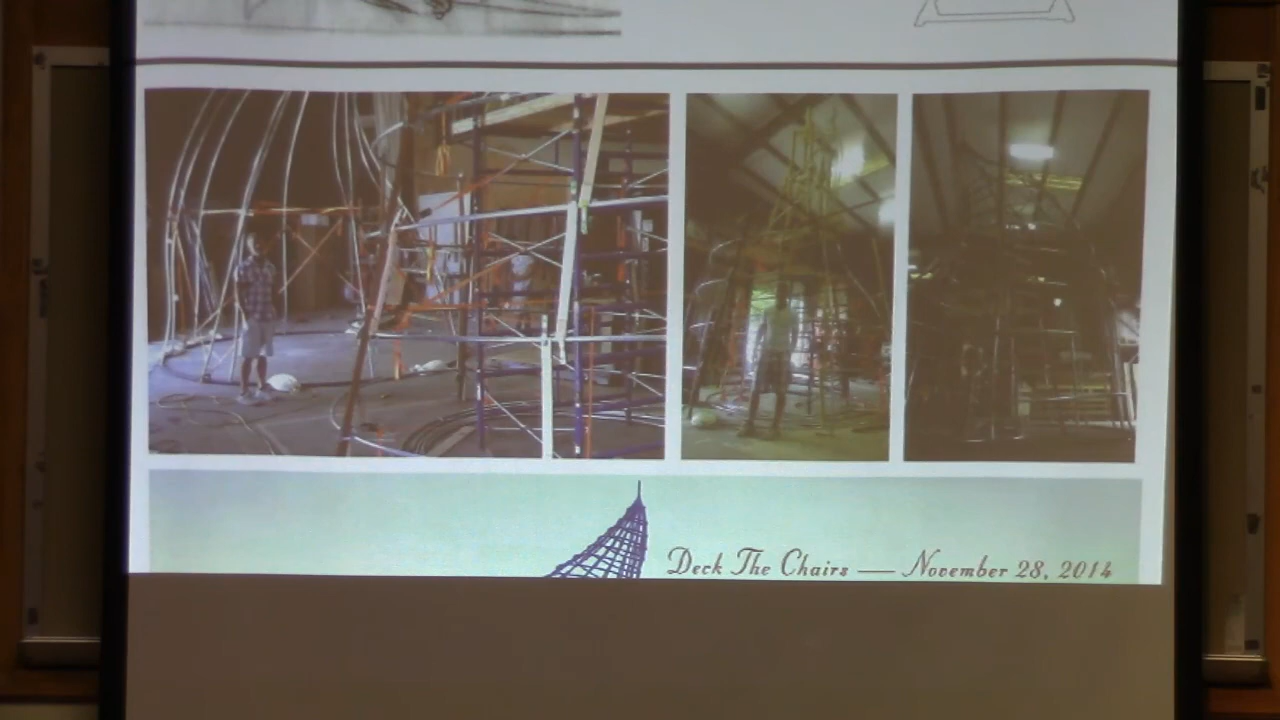 Deck The Chairs — November 28, 2014